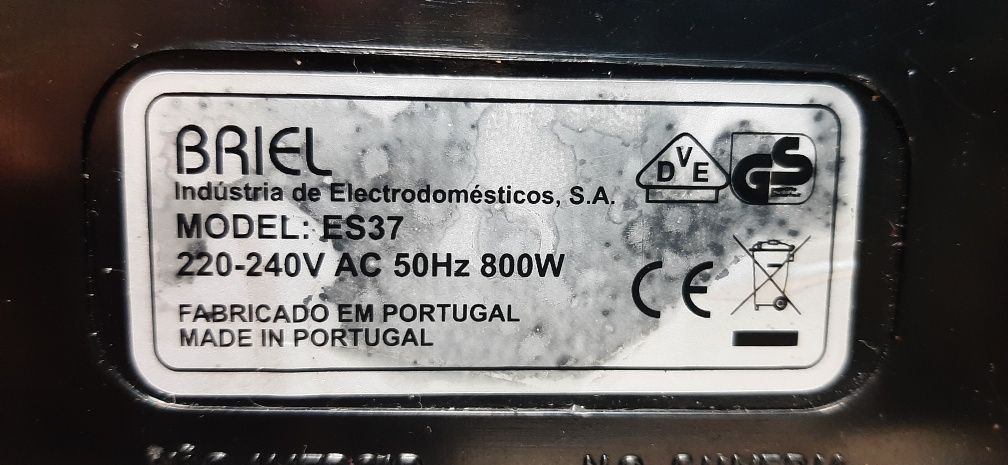 BRIEL
Indústria de Electrodomésticos, S.A.
MODEL: ES37
220-240V AC 50Hz 800W
FABRICADO EM PORTUGAL
MADE IN PORTUGAL
DVE
GS
CE